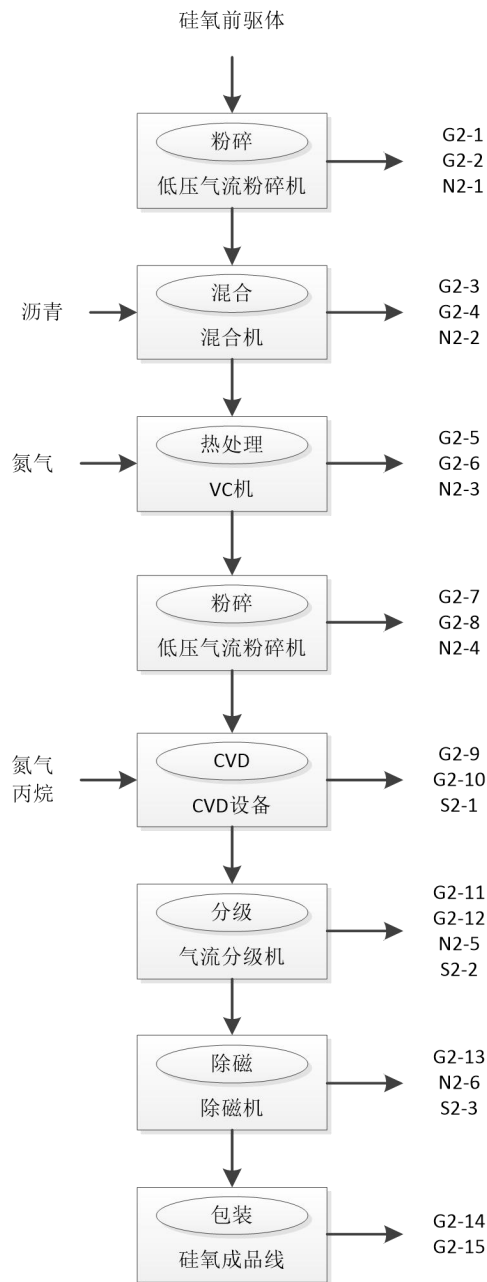 硅氧前驱体
粉碎
低压气流粉碎机
G2-1
G2-2
N2-1
沥青
混合
混合机
G2-3
G2-4
N2-2
氮气
热处理
VC机
G2-5
G2-6
N2-3
粉碎
低压气流粉碎机
G2-7
G2-8
N2-4
氮气
丙烷
CVD
CVD设备
G2-9
G2-10
S2-1
分级
气流分级机
G2-11
G2-12
N2-5
S2-2
除磁
除磁机
G2-13
N2-6
S2-3
包装
硅氧成品线
G2-14
G2-15